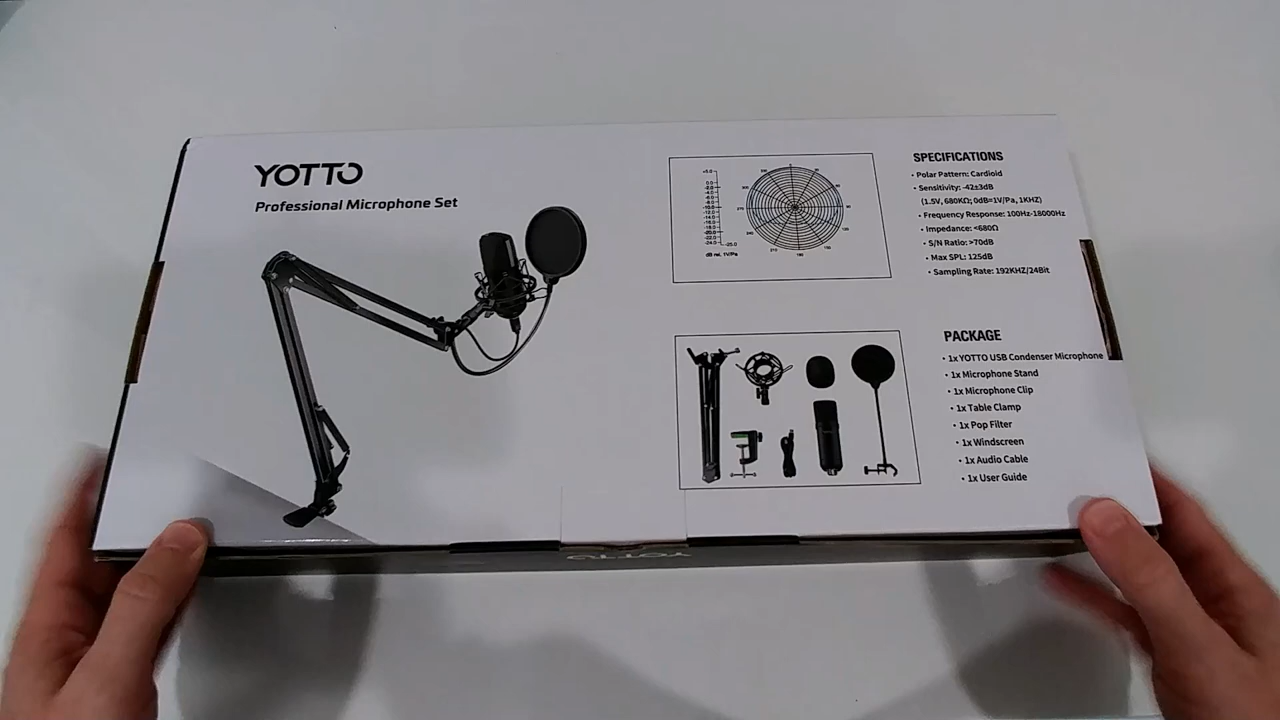 YOTTO
Professional Microphone Set
SPECIFICATIONS
• Polar Pattern: Cardioid
• Sensitivity: -42±3dB
(1.5V, 680KΩ; 0dB=1V/Pa, 1KHZ)
• Frequency Response: 100Hz-18000Hz
• Impedance: <680Ω
• S/N Ratio: >70dB
• Max SPL: 125dB
• Sampling Rate: 192KHZ/24Bit
PACKAGE
• 1x YOTTO USB Condenser Microphone
• 1x Microphone Stand
• 1x Microphone Clip
• 1x Table Clamp
• 1x Pop Filter
• 1x Windscreen
• 1x Audio Cable
• 1x User Guide
YOTTO